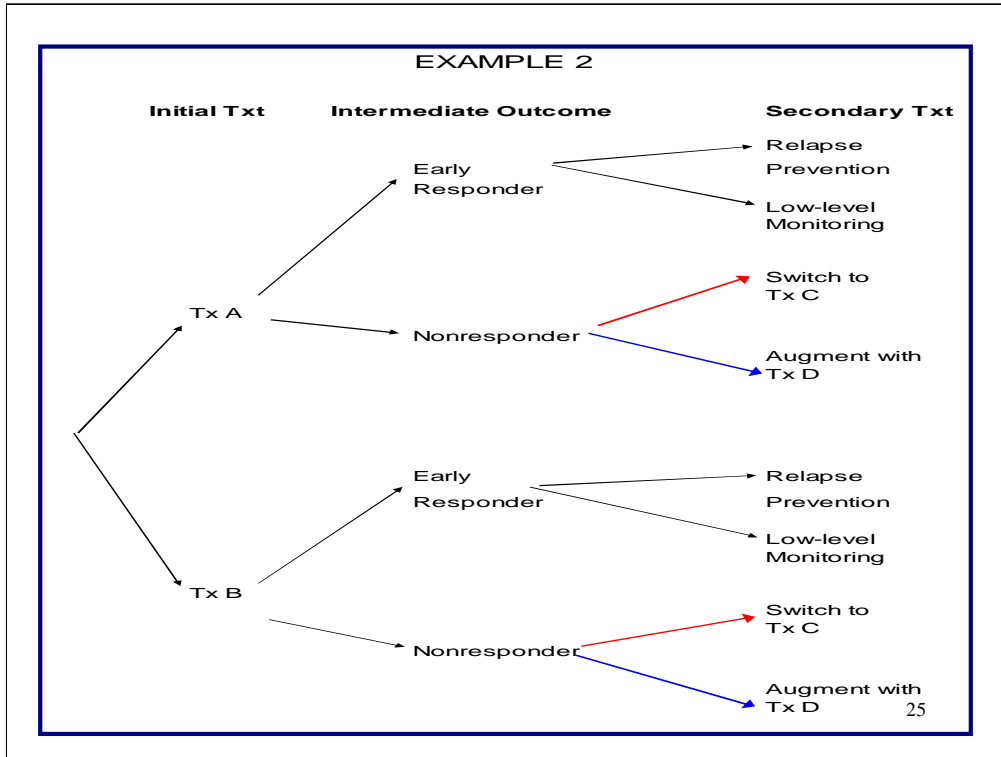 EXAMPLE 2
Initial Txt Intermediate Outcome Secondary Txt
Early
Responder
Relapse
Prevention
Low-level
Monitoring
Tx A
Nonresponder
Switch to
Tx C
Augment with
Tx D
Early
Responder
Relapse
Prevention
Low-level
Monitoring
Tx B
Nonresponder
Switch to
Tx C
Augment with
Tx D
25